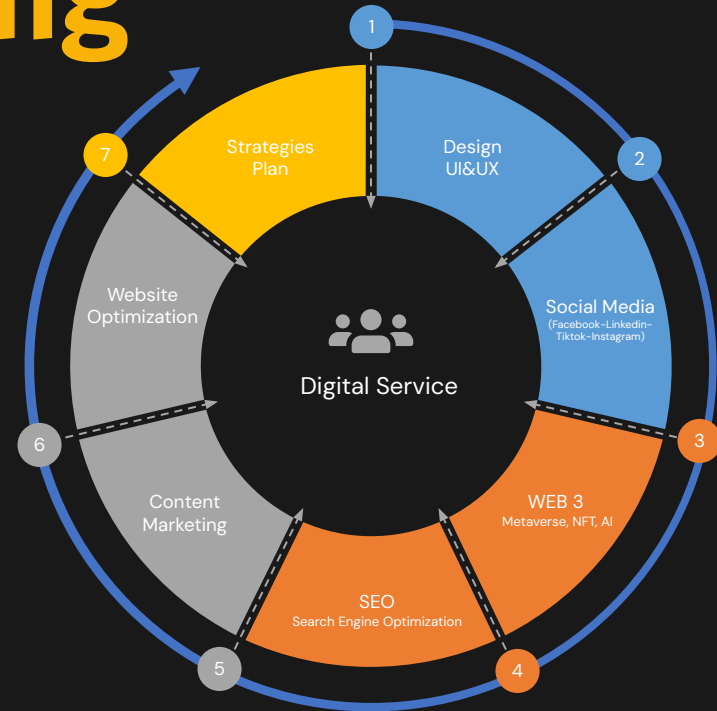 ng
1
Design
UI&UX
2
Social Media
(Facebook-Linkedin-
Tiktok-Instagram)
3
WEB 3
Metaverse, NFT, AI
4
SEO
Search Engine Optimization
5
Content
Marketing
6
Website
Optimization
7
Strategies
Plan
Digital Service